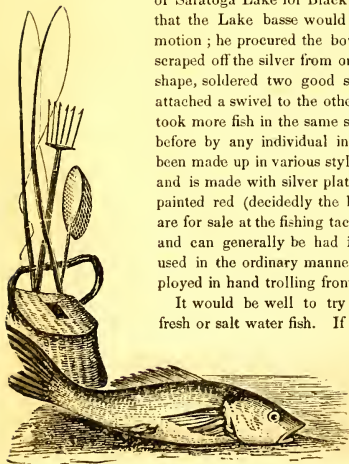 of Saratoga Lake for Black
that the Lake basse would
motion ; he procured the bo
scraped off the silver from o
shape, soldered two good s
attached a swivel to the othe
took more fish in the same s
before by any individual in
been made up in various styl
and is made with silver plat
painted red (decidedly the
are for sale at the fishing tac
and can generally be had i
used in the ordinary manne
ployed in hand trolling from
It would be well to try
fresh or salt water fish. If